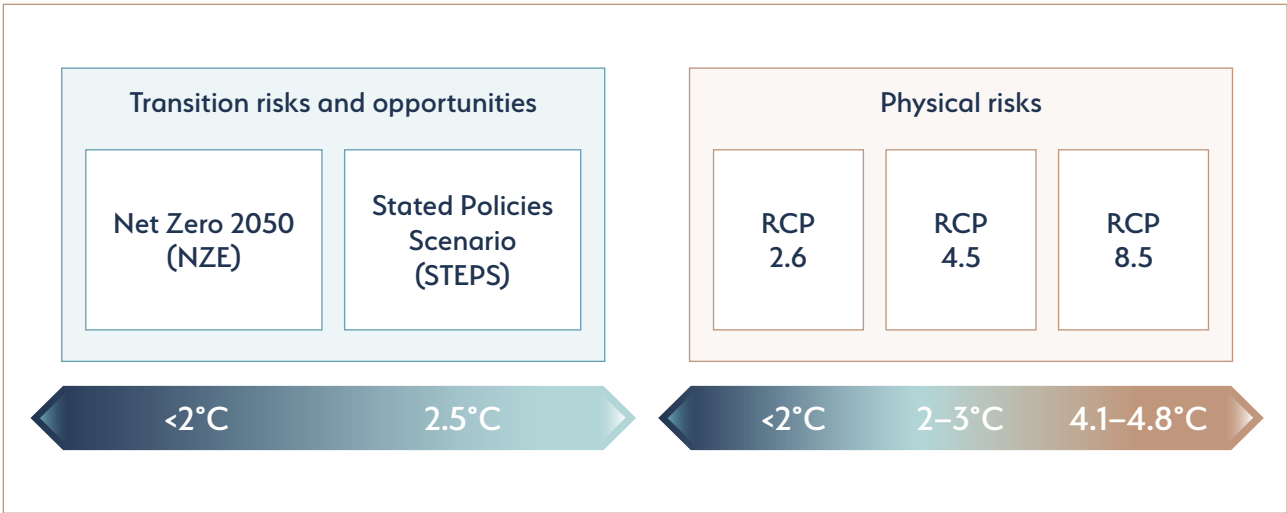 Transition risks and opportunities
Net Zero 2050
(NZE)
Stated Policies
Scenario
(STEPS)
<2°C
2.5°C
Physical risks
RCP
2.6
RCP
4.5
RCP
8.5
<2°C
2–3°C
4.1–4.8°C